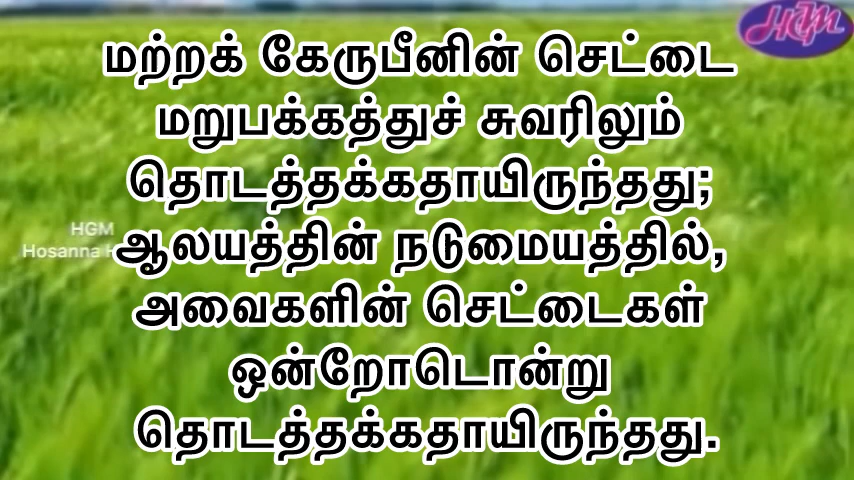 HGM
மற்றக் கேருபீனின் செட்டை
மறுபக்கத்துச் சுவரிலும்
தொடத்தக்கதாயிருந்தது;
HGM
ஆலயத்தின் நடுமையத்தில்,
Hosanna
அவைகளின் செட்டைகள்
ஒன்றோடொன்று
தொடத்தக்கதாயிருந்தது.